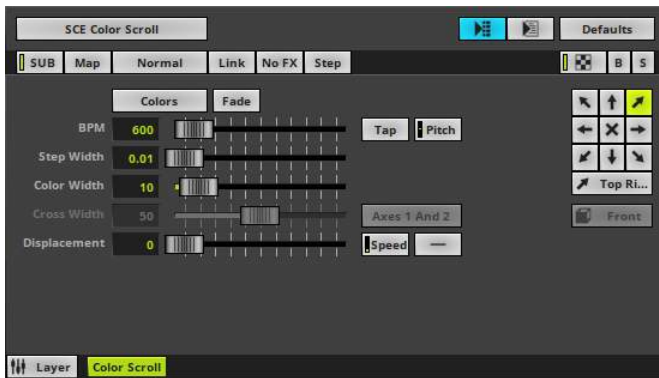 SCE Color Scroll Defaults
SUB Map Normal Link No FX Step B S
Colors Fade
BPM 600 Tap Pitch
Step Width 0.01
Color Width 10 Top Ri...
Cross Width 50 Axes 1 And 2 Front
Displacement 0 Speed
Layer Color Scroll